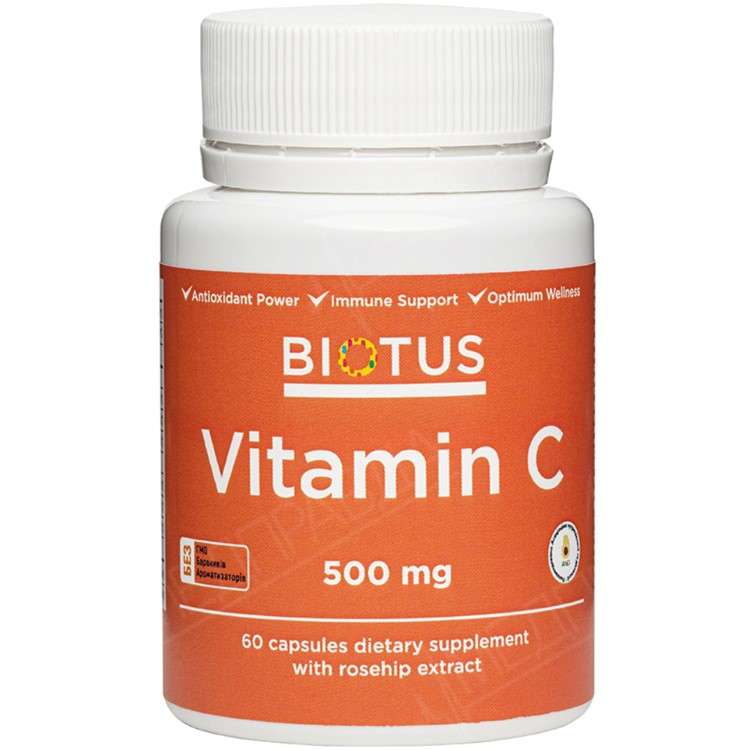 Antioxidant Power Immune Support Optimum Wellness
BIOTUS
Vitamin C
БЕЗ
ГМО
Барвників
Ароматизаторів
500 mg
60 capsules dietary supplement
with rosehip extract